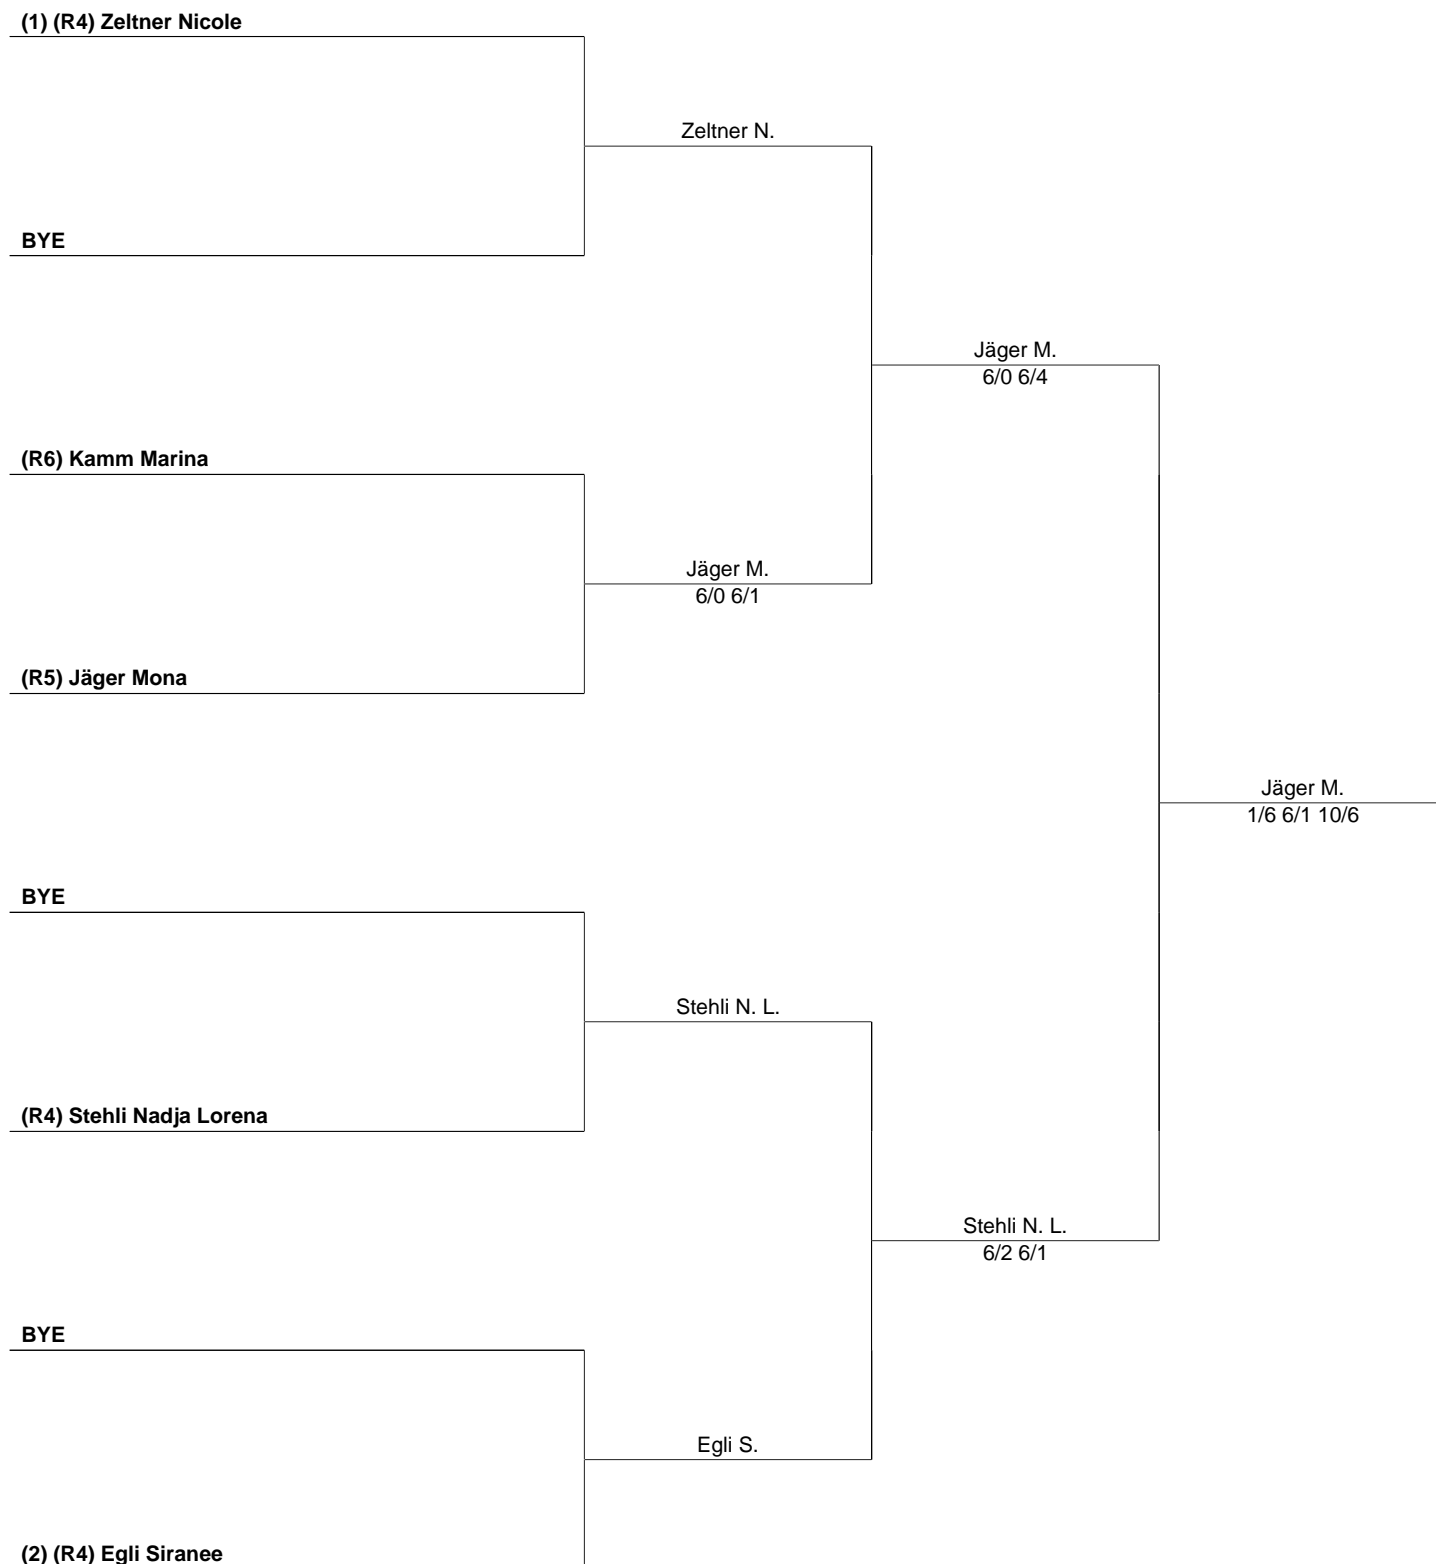 (1) (R4) Zeltner Nicole
Zeltner N.
BYE
Jäger M.
6/0 6/4
(R6) Kamm Marina
Jäger M.
6/0 6/1
(R5) Jäger Mona
Jäger M.
1/6 6/1 10/6
BYE
Stehli N. L.
(R4) Stehli Nadja Lorena
Stehli N. L.
6/2 6/1
BYE
Egli S.
(2) (R4) Egli Siranee